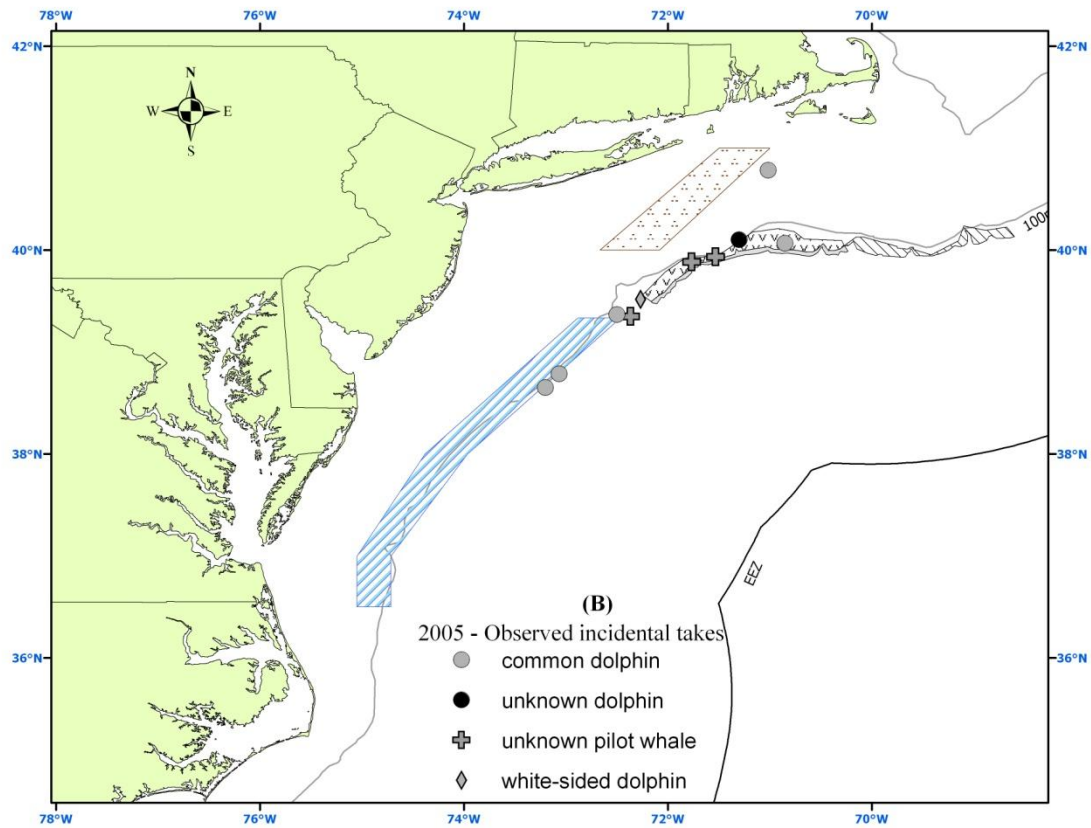 78°W 76°W 74°W 72°W 70°W
42°N 42°N
N
W E
S
40°N 40°N
100m
38°N 38°N
EEZ
(B)
2005 - Observed incidental takes
36°N 36°N
common dolphin
unknown dolphin
unknown pilot whale
white-sided dolphin
78°W 76°W 74°W 72°W 70°W